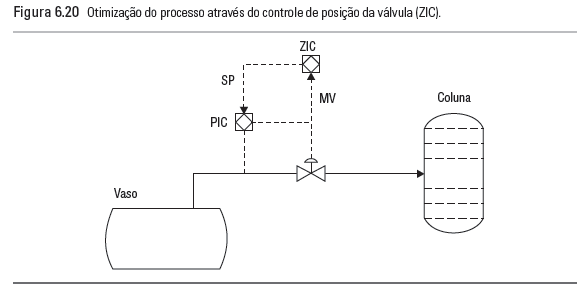 Figura 6.20 Otimização do processo através do controle de posição da válvula (ZIC).
ZIC
SP
MV
PIC
Coluna
Vaso